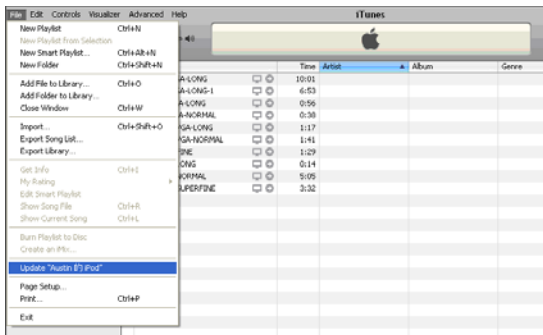 File Edit Controls Visualizer Advanced Help
iTunes
New Playlist Ctrl+N
New Playlist from Selection
New Smart Playlist... Ctrl+Alt+N
New Folder Ctrl+Shift+N
Add File to Library... Ctrl+O
Add Folder to Library...
Close Window Ctrl+W
Import... Ctrl+Shift+O
Export Song List...
Export Library...
Get Info Ctrl+I
My Rating
Edit Smart Playlist
Show Song File Ctrl+R
Show Current Song Ctrl+L
Burn Playlist to Disc
Create an iMix...
Update "Austin 的 iPod"
Page Setup...
Print... Ctrl+P
Exit
Time Artist Album Genre
GA-LONG 10:01
GA-LONG-1 6:53
A-LONG 0:56
A-NORMAL 0:38
VGA-LONG 1:17
VGA-NORMAL 1:41
INE 1:29
ONG 0:14
NORMAL 5:05
SUPERFINE 3:32